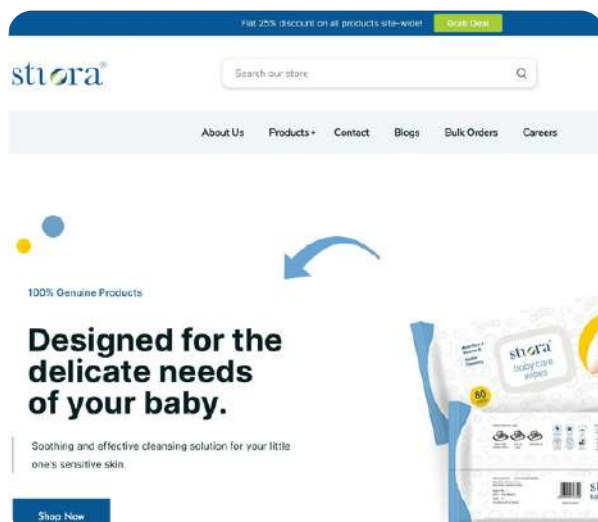 Flat 25% discount on all products site-wide! Grab Deal
Search our store
About Us Products + Contact Blogs Bulk Orders Careers
100% Genuine Products
Designed for the
delicate needs
of your baby.
Soothing and effective cleansing solution for your little
one's sensitive skin.
baby care
wipes
80
Shop Now